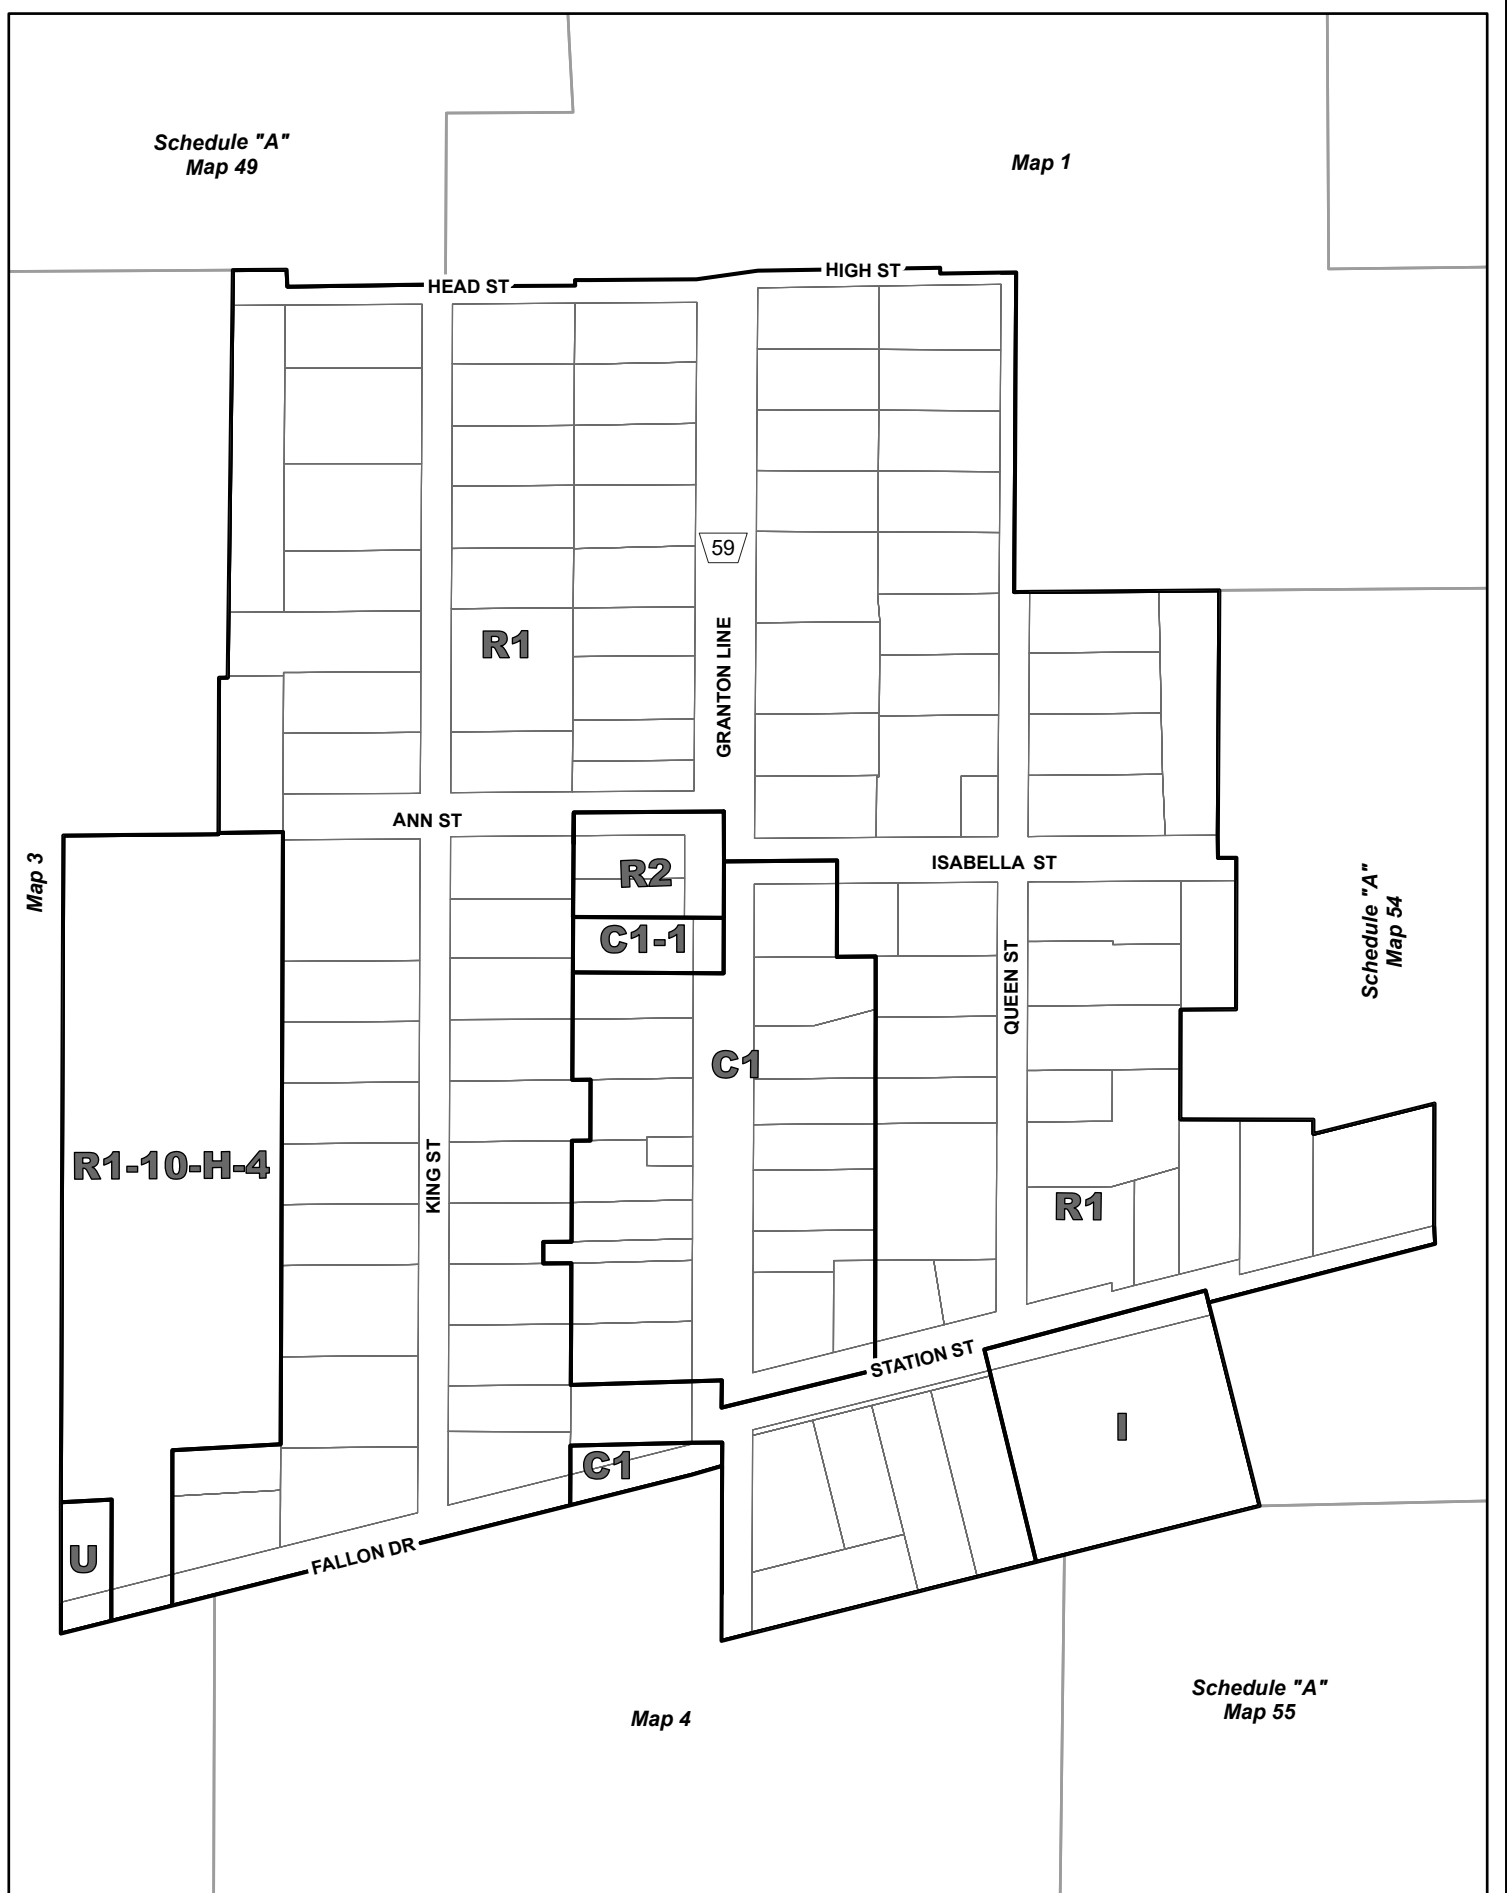 Schedule "A"
Map 49
Map 1
HEAD ST
HIGH ST
59
R1
GRANTON LINE
ANN ST
R2
ISABELLA ST
Map 3
Schedule "A"
Map 54
C1-1
QUEEN ST
C1
R1-10-H-4
KING ST
R1
STATION ST
I
C1
U
FALLON DR
Schedule "A"
Map 55
Map 4